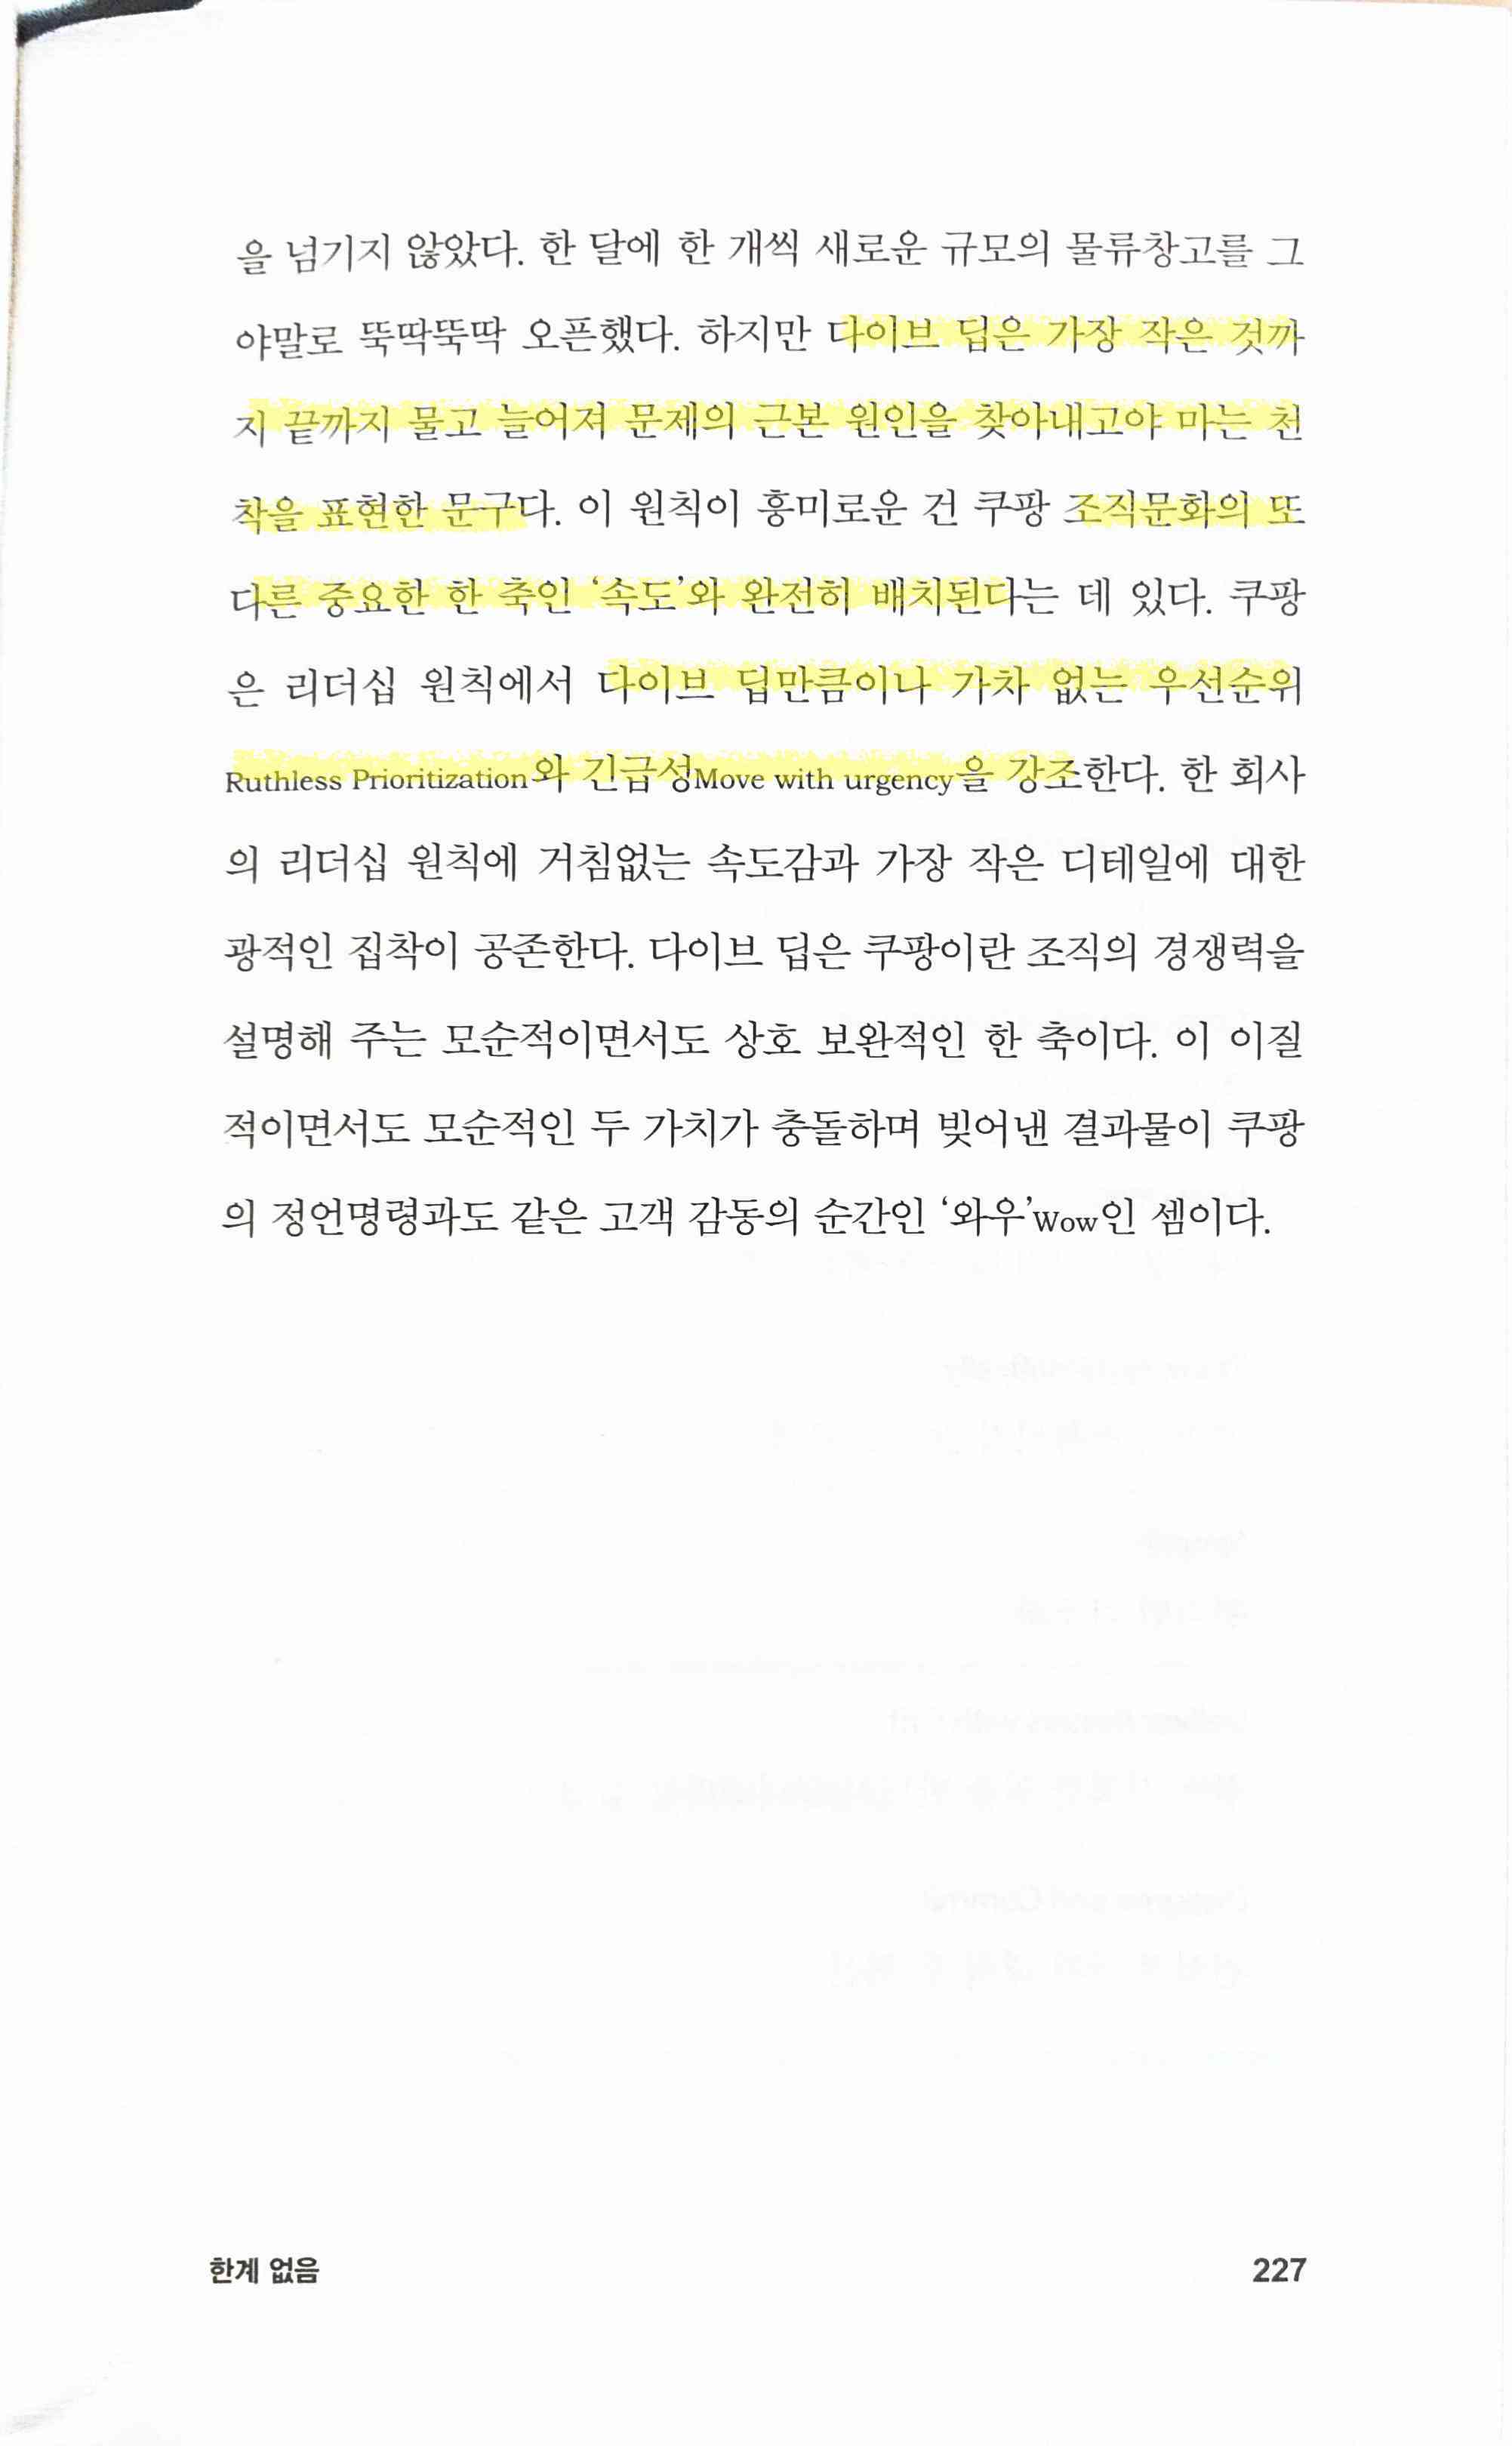 을 넘기지 않았다. 한 달에 한 개씩 새로운 규모의 물류창고를 그
야말로 뚝딱뚝딱 오픈했다. 하지만 다이브 딥은 가장 작은 것까
지 끝까지 물고 늘어져 문제의 근본 원인을 찾아내고야 마는 천
착을 표현한 문구다. 이 원칙이 흥미로운 건 쿠팡 조직문화의 또
다른 중요한 한 축인 ‘속도’와 완전히 배치된다는 데 있다. 쿠팡
은 리더십 원칙에서 다이브 딥만큼이나 가차 없는 우선순위
Ruthless Prioritization와 긴급성Move with urgency을 강조한다. 한 회사
의 리더십 원칙에 거침없는 속도감과 가장 작은 디테일에 대한
광적인 집착이 공존한다. 다이브 딥은 쿠팡이란 조직의 경쟁력을
설명해 주는 모순적이면서도 상호 보완적인 한 축이다. 이 이질
적이면서도 모순적인 두 가치가 충돌하며 빚어낸 결과물이 쿠팡
의 정언명령과도 같은 고객 감동의 순간인 ‘와우’Wow인 셈이다.
한계 없음 227